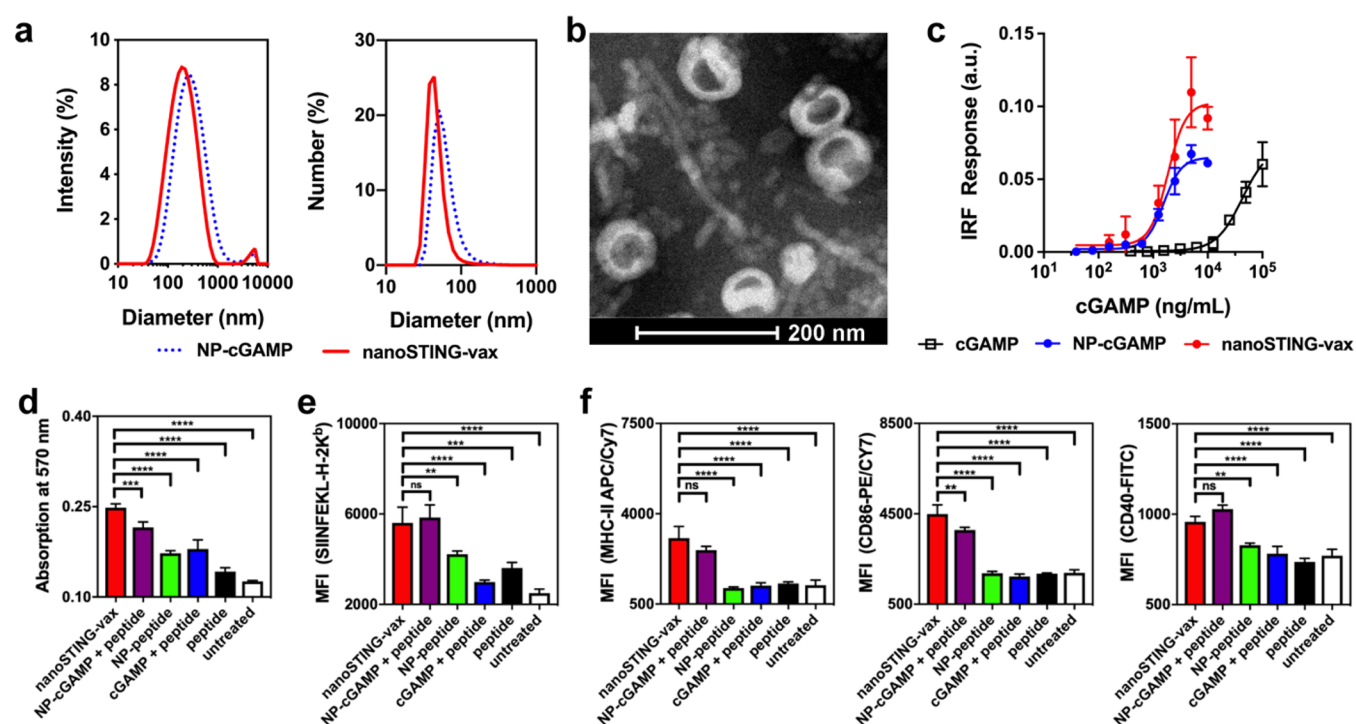 a
10
8
6
4
2
0
Intensity (%)
10 100 1000 10000
Diameter (nm)
30
20
10
0
Number (%)
10 100 1000
Diameter (nm)
NP-cGAMP nanoSTING-vax
b
200 nm
c
0.15
0.10
0.05
0.00
IRF Response (a.u.)
10¹ 10² 10³ 10⁴ 10⁵
cGAMP (ng/mL)
cGAMP NP-cGAMP nanoSTING-vax
d
0.40
0.25
0.10
Absorption at 570 nm
****
****
****
****
***
nanoSTING-vax
NP-cGAMP + peptide
NP-peptide
cGAMP + peptide
peptide
untreated
e
10000
6000
2000
MFI (SIINFEKL-H-2Kᵇ)
****
***
****
**
ns
nanoSTING-vax
NP-cGAMP + peptide
NP-peptide
cGAMP + peptide
peptide
untreated
f
7500
4000
500
MFI (MHC-II APC/Cy7)
****
****
****
****
ns
nanoSTING-vax
NP-cGAMP + peptide
NP-peptide
cGAMP + peptide
peptide
untreated
8500
4500
500
MFI (CD86-PE/CY7)
****
****
****
****
**
nanoSTING-vax
NP-cGAMP + peptide
NP-peptide
cGAMP + peptide
peptide
untreated
1500
1000
500
MFI (CD40-FITC)
****
****
****
**
ns
nanoSTING-vax
NP-cGAMP + peptide
NP-peptide
cGAMP + peptide
peptide
untreated